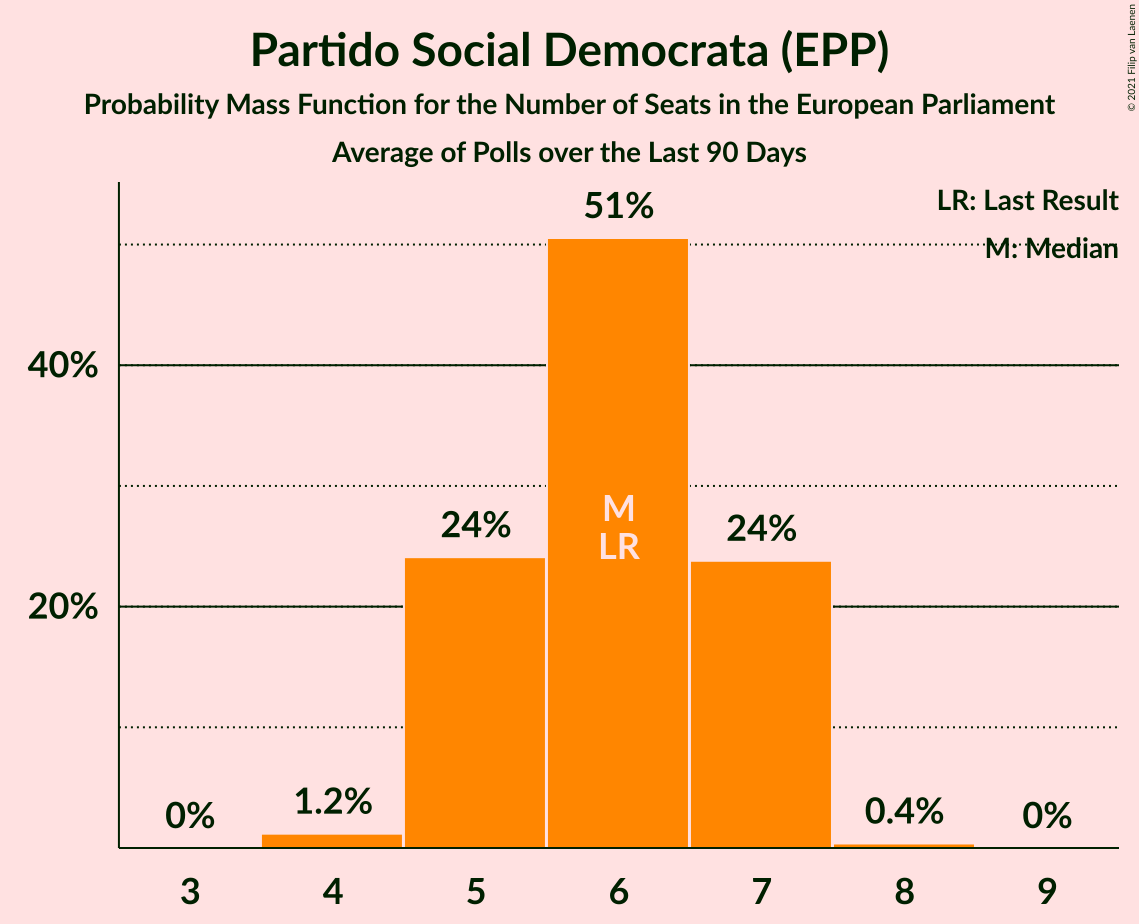 Partido Social Democrata (EPP)
Probability Mass Function for the Number of Seats in the European Parliament
Average of Polls over the Last 90 Days
© 2021 Filip van Laenen
LR: Last Result
M: Median
51%
40%
M
LR
24%
24%
20%
0%
1.2%
0.4%
0%
3
4
5
6
7
8
9